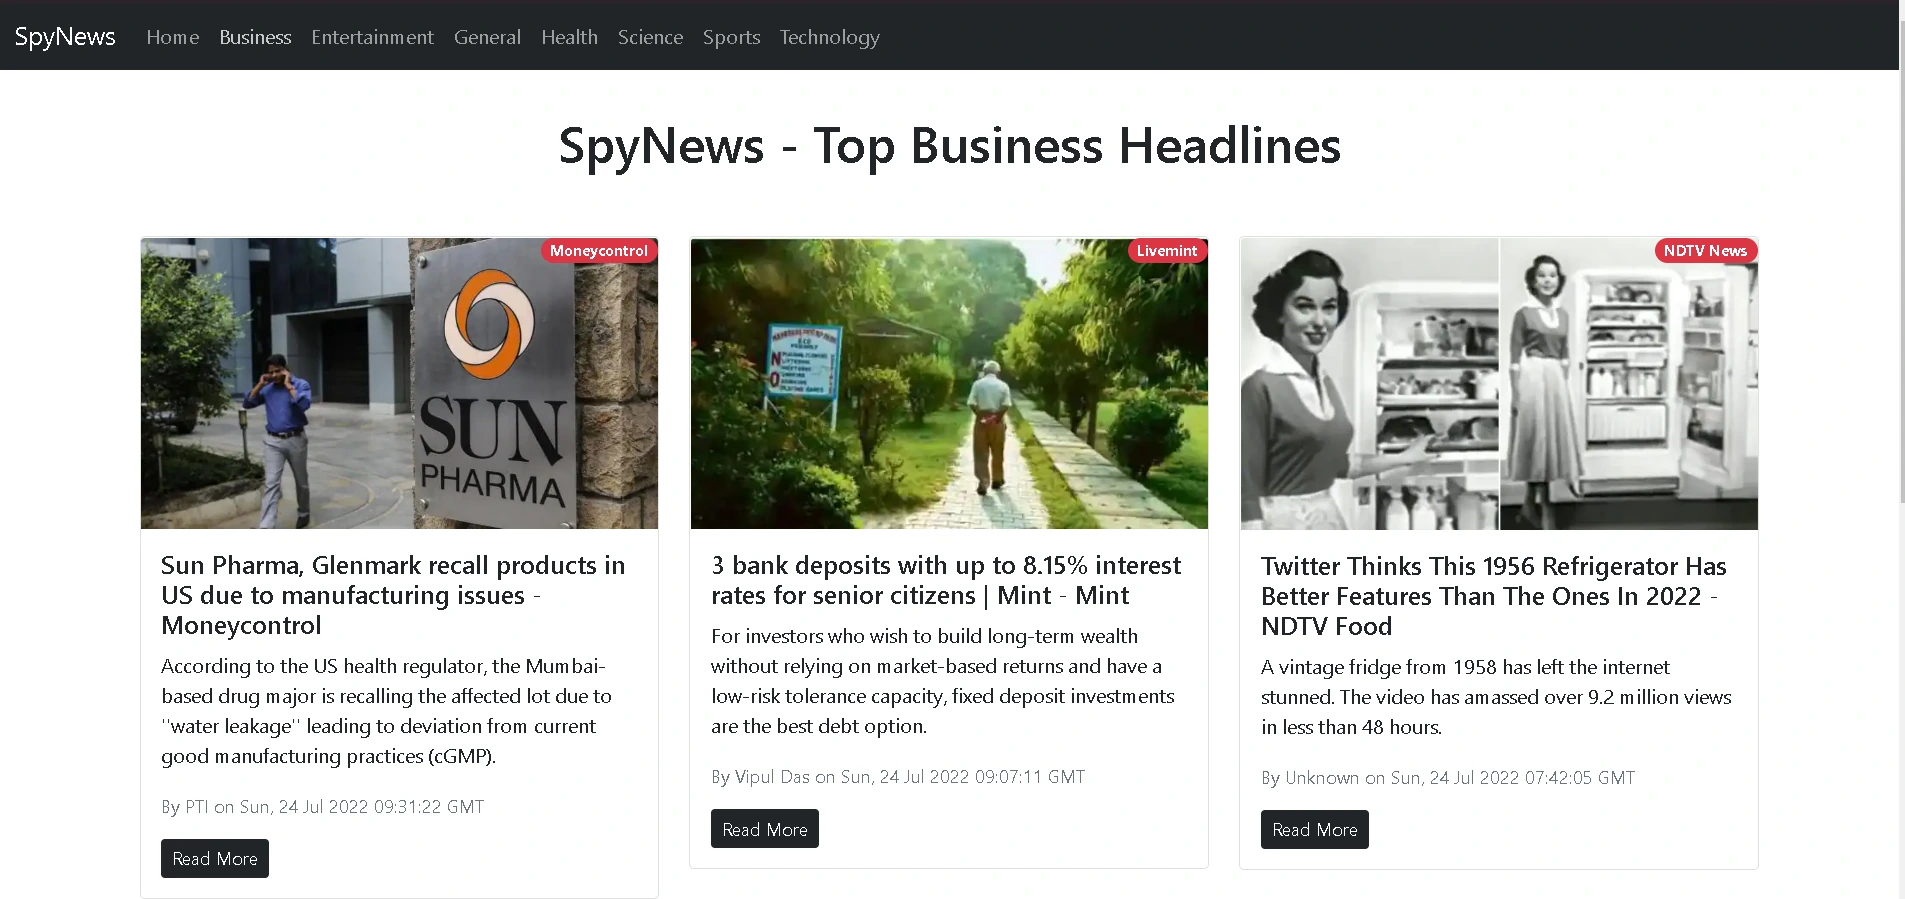 SpyNews Home Business Entertainment General Health Science Sports Technology
SpyNews - Top Business Headlines
Moneycontrol
SUN
PHARMA
Sun Pharma, Glenmark recall products in
US due to manufacturing issues -
Moneycontrol
According to the US health regulator, the Mumbai-
based drug major is recalling the affected lot due to
"water leakage" leading to deviation from current
good manufacturing practices (cGMP).
By PTI on Sun, 24 Jul 2022 09:31:22 GMT
Read More
Livemint
ECO
FRIENDLY
NO
3 bank deposits with up to 8.15% interest
rates for senior citizens | Mint - Mint
For investors who wish to build long-term wealth
without relying on market-based returns and have a
low-risk tolerance capacity, fixed deposit investments
are the best debt option.
By Vipul Das on Sun, 24 Jul 2022 09:07:11 GMT
Read More
NDTV News
Twitter Thinks This 1956 Refrigerator Has
Better Features Than The Ones In 2022 -
NDTV Food
A vintage fridge from 1958 has left the internet
stunned. The video has amassed over 9.2 million views
in less than 48 hours.
By Unknown on Sun, 24 Jul 2022 07:42:05 GMT
Read More